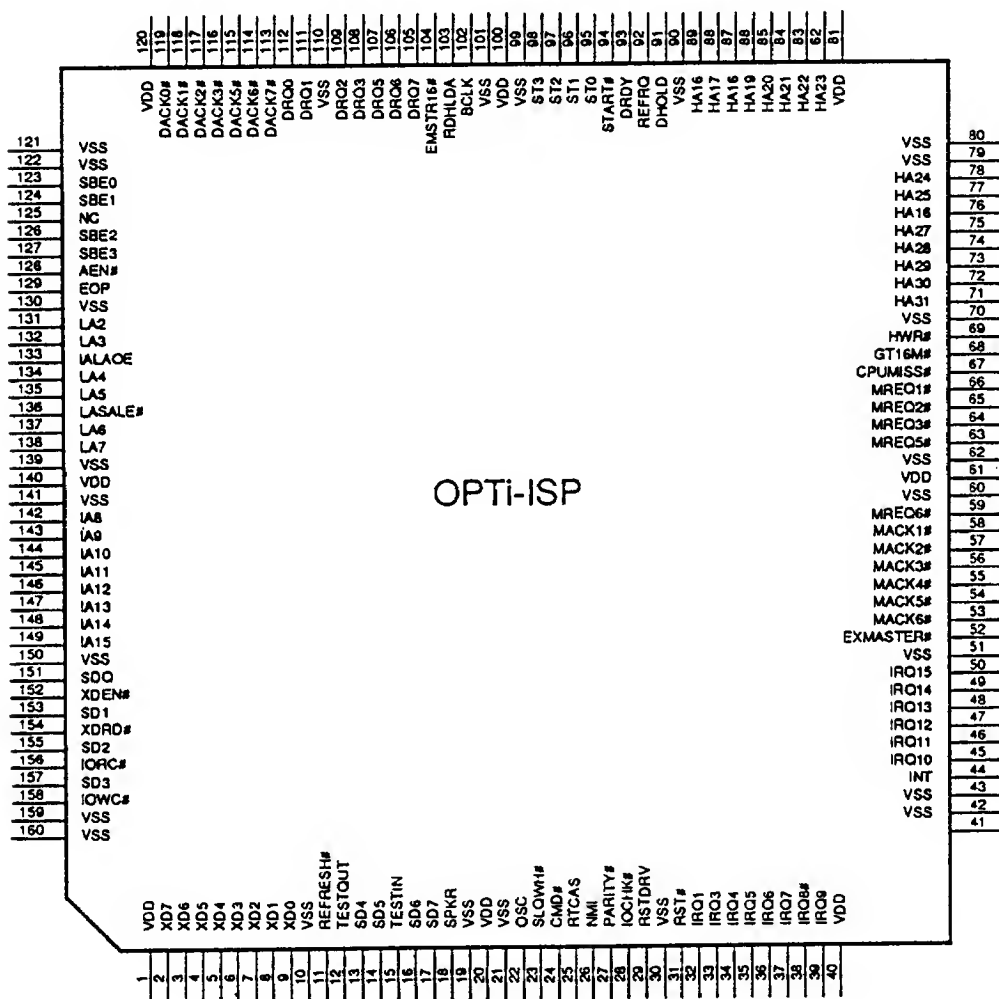 120 119 118 117 116 115 114 113 112 111 110 109 108 107 106 105 104 103 102 101 100 99 98 97 96 95 94 93 92 91 90 89 88 87 88 85 84 83 62 81
VDD DACK0# DACK1# DACK2# DACK3# DACK5# DACK6# DACK7# DRQ0 DRQ1 VSS DRQ2 DRQ3 DRQ5 DRQ6 DRQ7 EMSTR16# RDHLDA BCLK VSS VDD VSS ST3 ST2 ST1 ST0 START# DRDY REFRQ DHOLD VSS HA16 HA17 HA16 HA19 HA20 HA21 HA22 HA23 VDD
121 VSS
122 VSS
123 SBE0
124 SBE1
125 NC
126 SBE2
127 SBE3
126 AEN#
129 EOP
130 VSS
131 LA2
132 LA3
133 IALAOE
134 LA4
135 LA5
136 LASALE#
137 LA6
138 LA7
139 VSS
140 VDD
141 VSS
142 IA8
143 IA9
144 IA10
145 IA11
146 IA12
147 IA13
148 IA14
149 IA15
150 VSS
151 SD0
152 XDEN#
153 SD1
154 XDRD#
155 SD2
156 IORC#
157 SD3
158 IOWC#
159 VSS
160 VSS
OPTi-ISP
VSS 80
VSS 79
HA24 78
HA25 77
HA16 76
HA27 75
HA28 74
HA29 73
HA30 72
HA31 71
VSS 70
HWR# 69
GT16M# 68
CPUMISS# 67
MREQ1# 66
MREQ2# 65
MREQ3# 64
MREQ5# 63
VSS 62
VDD 61
VSS 60
MREQ6# 59
MACK1# 58
MACK2# 57
MACK3# 56
MACK4# 55
MACK5# 54
MACK6# 53
EXMASTER# 52
VSS 51
IRQ15 50
IRQ14 49
IRQ13 48
IRQ12 47
IRQ11 46
IRQ10 45
INT 44
VSS 43
VSS 42
41
VDD XD7 XD6 XD5 XD4 XD3 XD2 XD1 XD0 VSS REFRESH# TESTOUT SD4 SD5 TESTIN SD6 SD7 SPKR VSS VDD VSS OSC SLOWH# CMD# RTCAS NMI PARITY# IOCHK# RSTDRV VSS RST# IRQ1 IRQ3 IRQ4 IRQ5 IRQ6 IRQ7 IRQ8# IRQ9 VDD
1 2 3 4 5 6 7 8 9 10 11 12 13 14 15 16 17 18 19 20 21 22 23 24 25 26 27 28 29 30 31 32 33 34 35 36 37 38 39 40